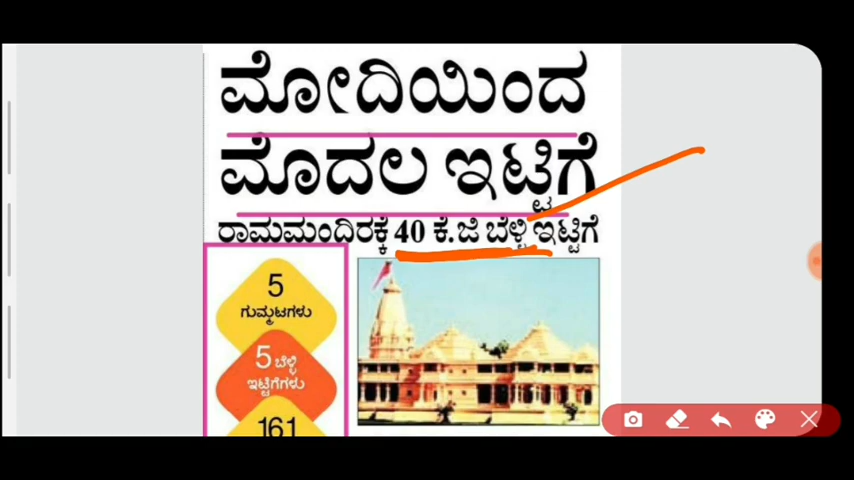 ಮೋದಿಯಿಂದ
ಮೊದಲ ಇಟ್ಟಿಗೆ
ರಾಮಮಂದಿರಕ್ಕೆ 40 ಕೆ.ಜಿ ಬೆಳ್ಳಿ ಇಟ್ಟಿಗೆ
5
ಗುಮ್ಮಟಗಳು
5 ಬೆಳ್ಳಿ
ಇಟ್ಟಿಗೆಗಳು
161